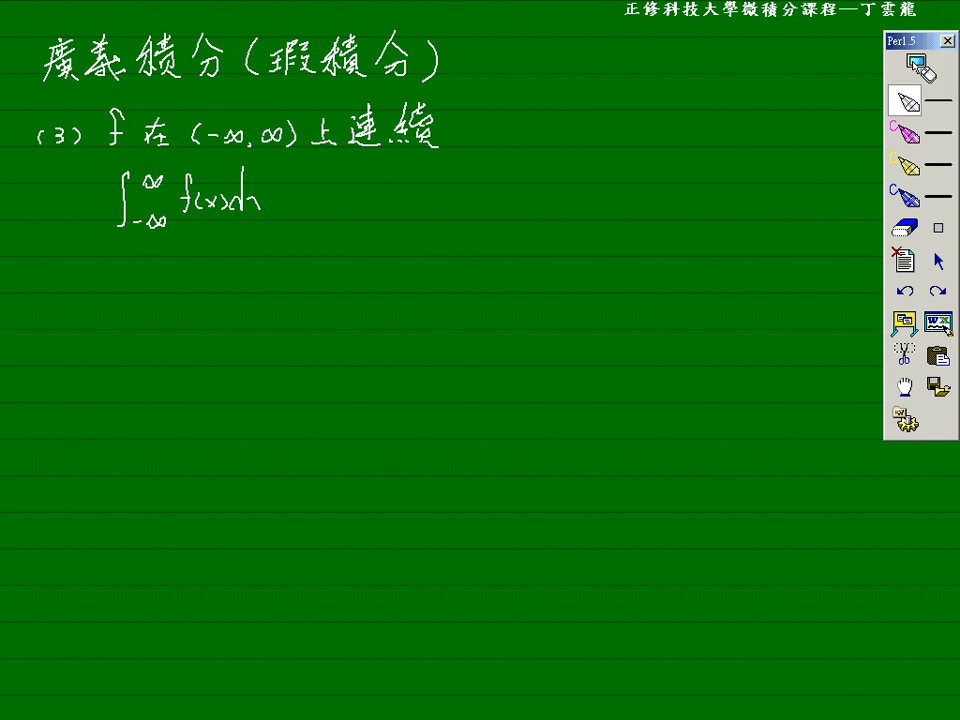 正修科技大學微積分課程—丁雲龍
廣義積分(瑕積分)
(3) f 在 (-∞, ∞) 上連續
∫_{-∞}^{∞} f(x)dx
Per1.5